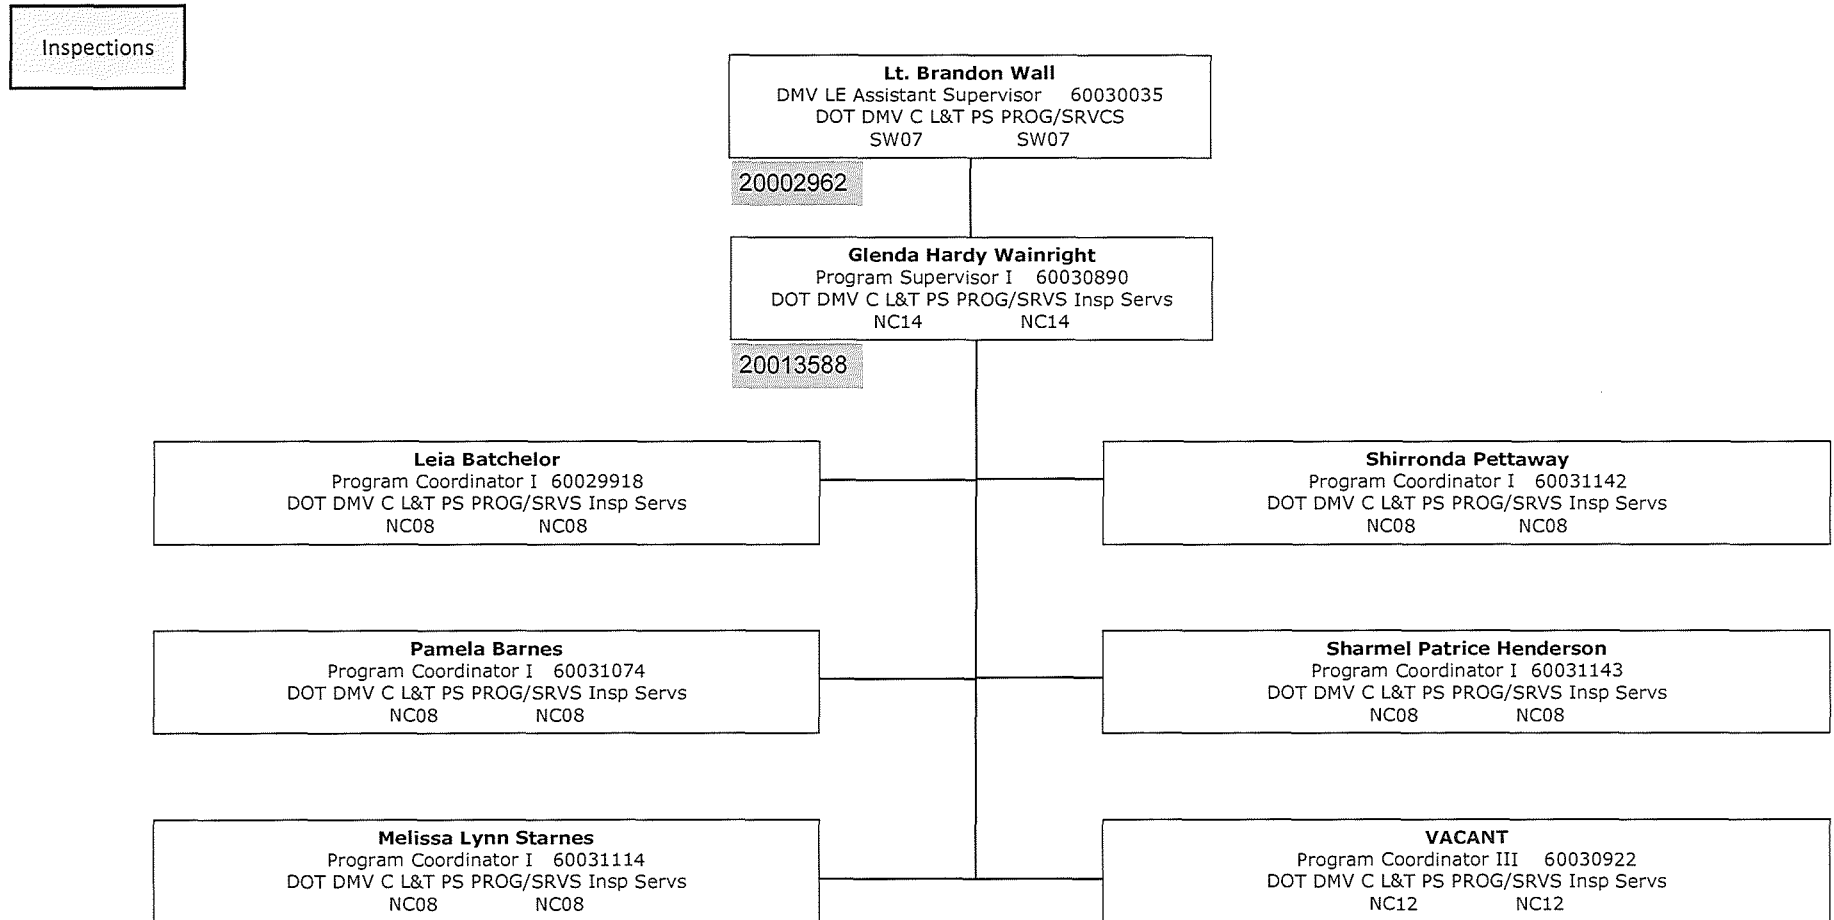 Inspections
Lt. Brandon Wall
DMV LE Assistant Supervisor 60030035
DOT DMV C L&T PS PROG/SRVCS
SW07 SW07
20002962
Glenda Hardy Wainright
Program Supervisor I 60030890
DOT DMV C L&T PS PROG/SRVS Insp Servs
NC14 NC14
20013588
Leia Batchelor
Program Coordinator I 60029918
DOT DMV C L&T PS PROG/SRVS Insp Servs
NC08 NC08
Shirronda Pettaway
Program Coordinator I 60031142
DOT DMV C L&T PS PROG/SRVS Insp Servs
NC08 NC08
Pamela Barnes
Program Coordinator I 60031074
DOT DMV C L&T PS PROG/SRVS Insp Servs
NC08 NC08
Sharmel Patrice Henderson
Program Coordinator I 60031143
DOT DMV C L&T PS PROG/SRVS Insp Servs
NC08 NC08
Melissa Lynn Starnes
Program Coordinator I 60031114
DOT DMV C L&T PS PROG/SRVS Insp Servs
NC08 NC08
VACANT
Program Coordinator III 60030922
DOT DMV C L&T PS PROG/SRVS Insp Servs
NC12 NC12